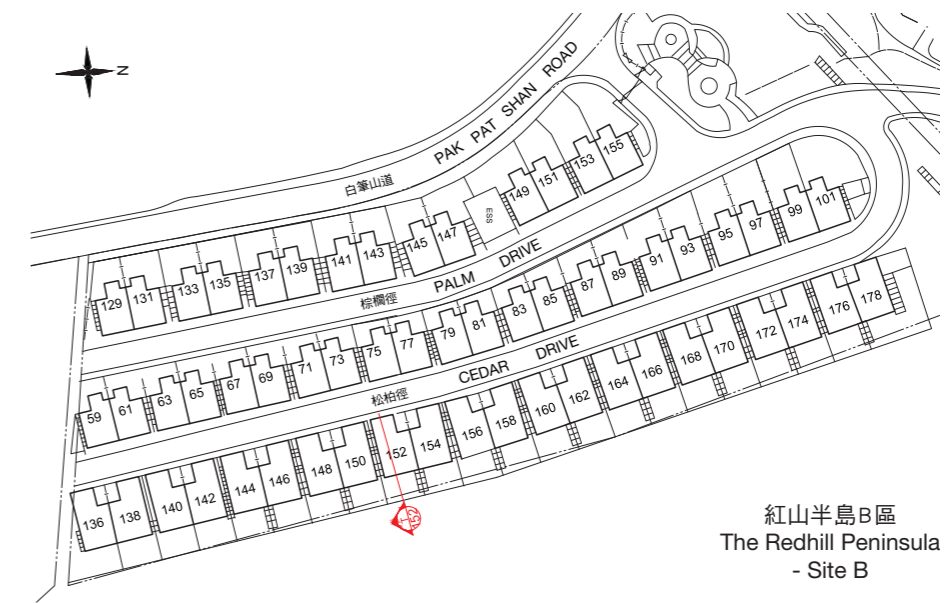 N
PAK PAT SHAN ROAD
白筆山道
129 131 133 135 137 139 141 143 145 147 ESS 149 151 153 155
棕櫚徑 PALM DRIVE
59 61 63 65 67 69 71 73 75 77 79 81 83 85 87 89 91 93 95 97 99 101
松柏徑 CEDAR DRIVE
136 138 140 142 144 146 148 150 152 154 156 158 160 162 164 166 168 170 172 174 176 178
T
152
紅山半島B區
The Redhill Peninsula
- Site B